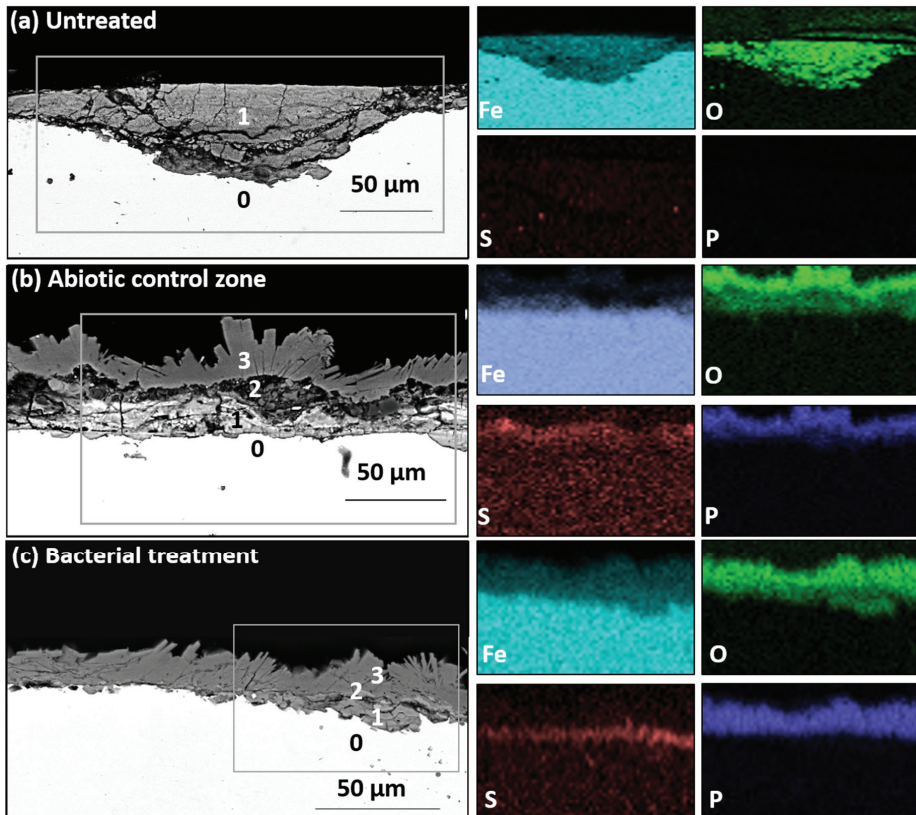 (a) Untreated
1
0
50 µm
Fe
O
S
P
(b) Abiotic control zone
3
2
1
0
50 µm
Fe
O
S
P
(c) Bacterial treatment
3
2
1
0
50 µm
Fe
O
S
P